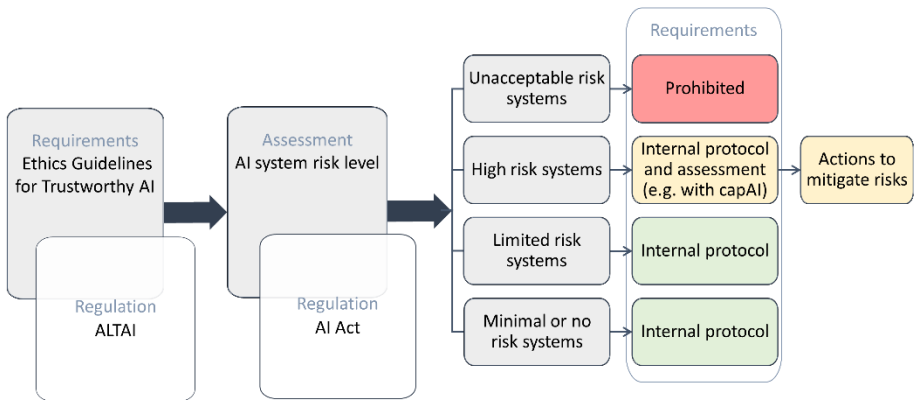 Requirements
Ethics Guidelines
for Trustworthy AI
Regulation
ALTAI
Assessment
AI system risk level
Regulation
AI Act
Unacceptable risk
systems
High risk systems
Limited risk
systems
Minimal or no
risk systems
Requirements
Prohibited
Internal protocol
and assessment
(e.g. with capAI)
Internal protocol
Internal protocol
Actions to
mitigate risks